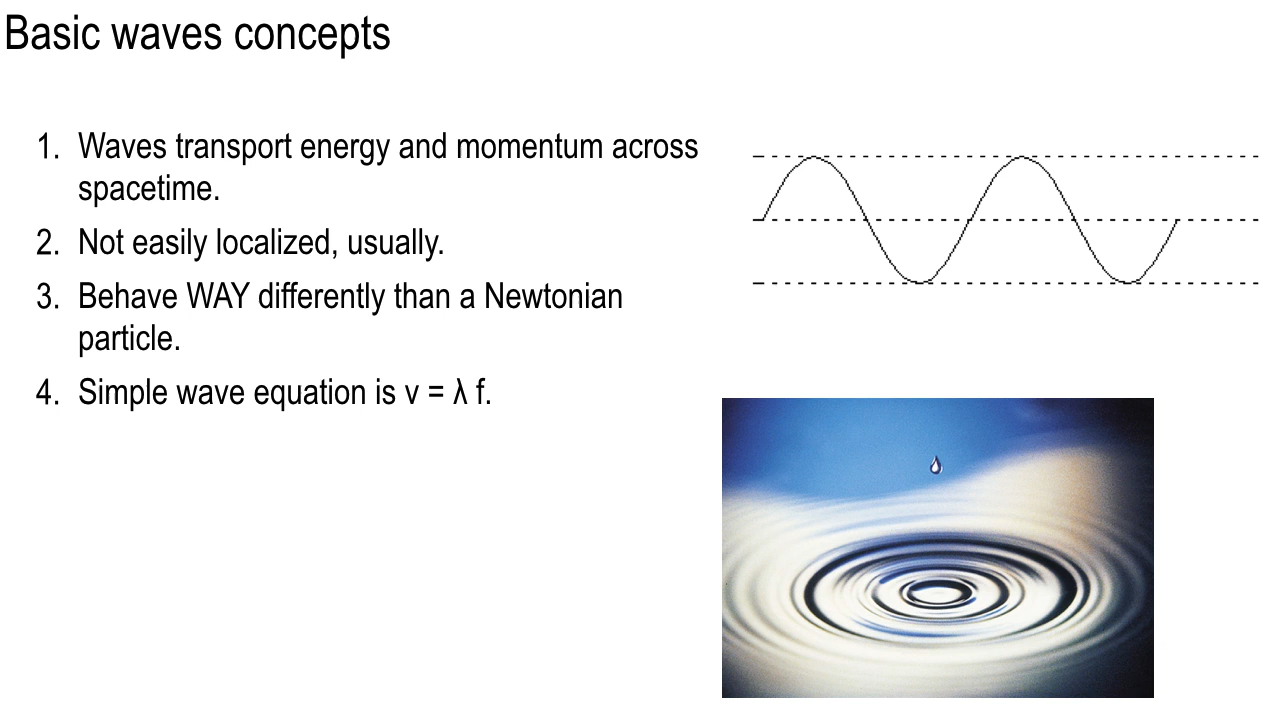 Basic waves concepts
1. Waves transport energy and momentum across
spacetime.
2. Not easily localized, usually.
3. Behave WAY differently than a Newtonian
particle.
4. Simple wave equation is v = λ f.